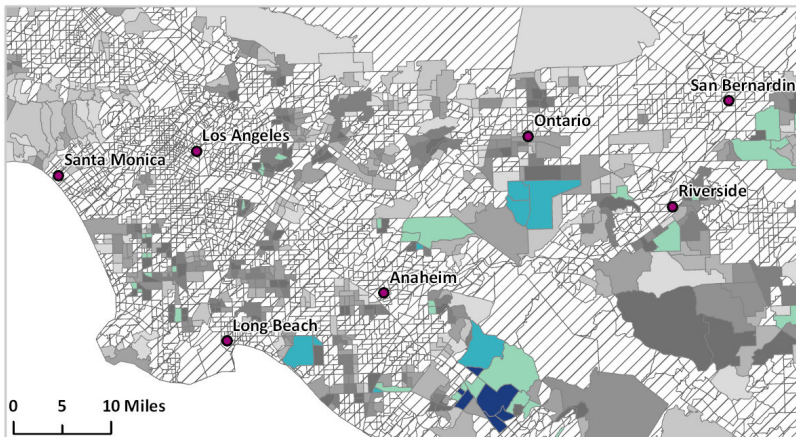 San Bernardin
Ontario
Los Angeles
Santa Monica
Riverside
Anaheim
Long Beach
0 5 10 Miles